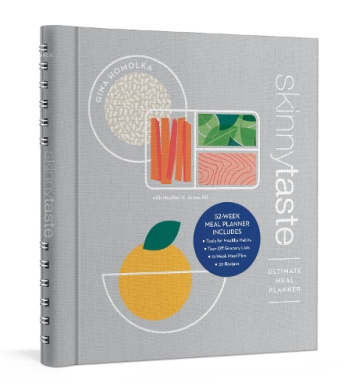 GINA HOMOLKA
skinnytaste
with Heather K. Jones, RD
52-WEEK
MEAL PLANNER
INCLUDES
• Tools for Healthy Habits
• Tear-Off Grocery Lists
• 12-Week Meal Plan
• 30 Recipes
ULTIMATE
MEAL
PLANNER
skinnytaste